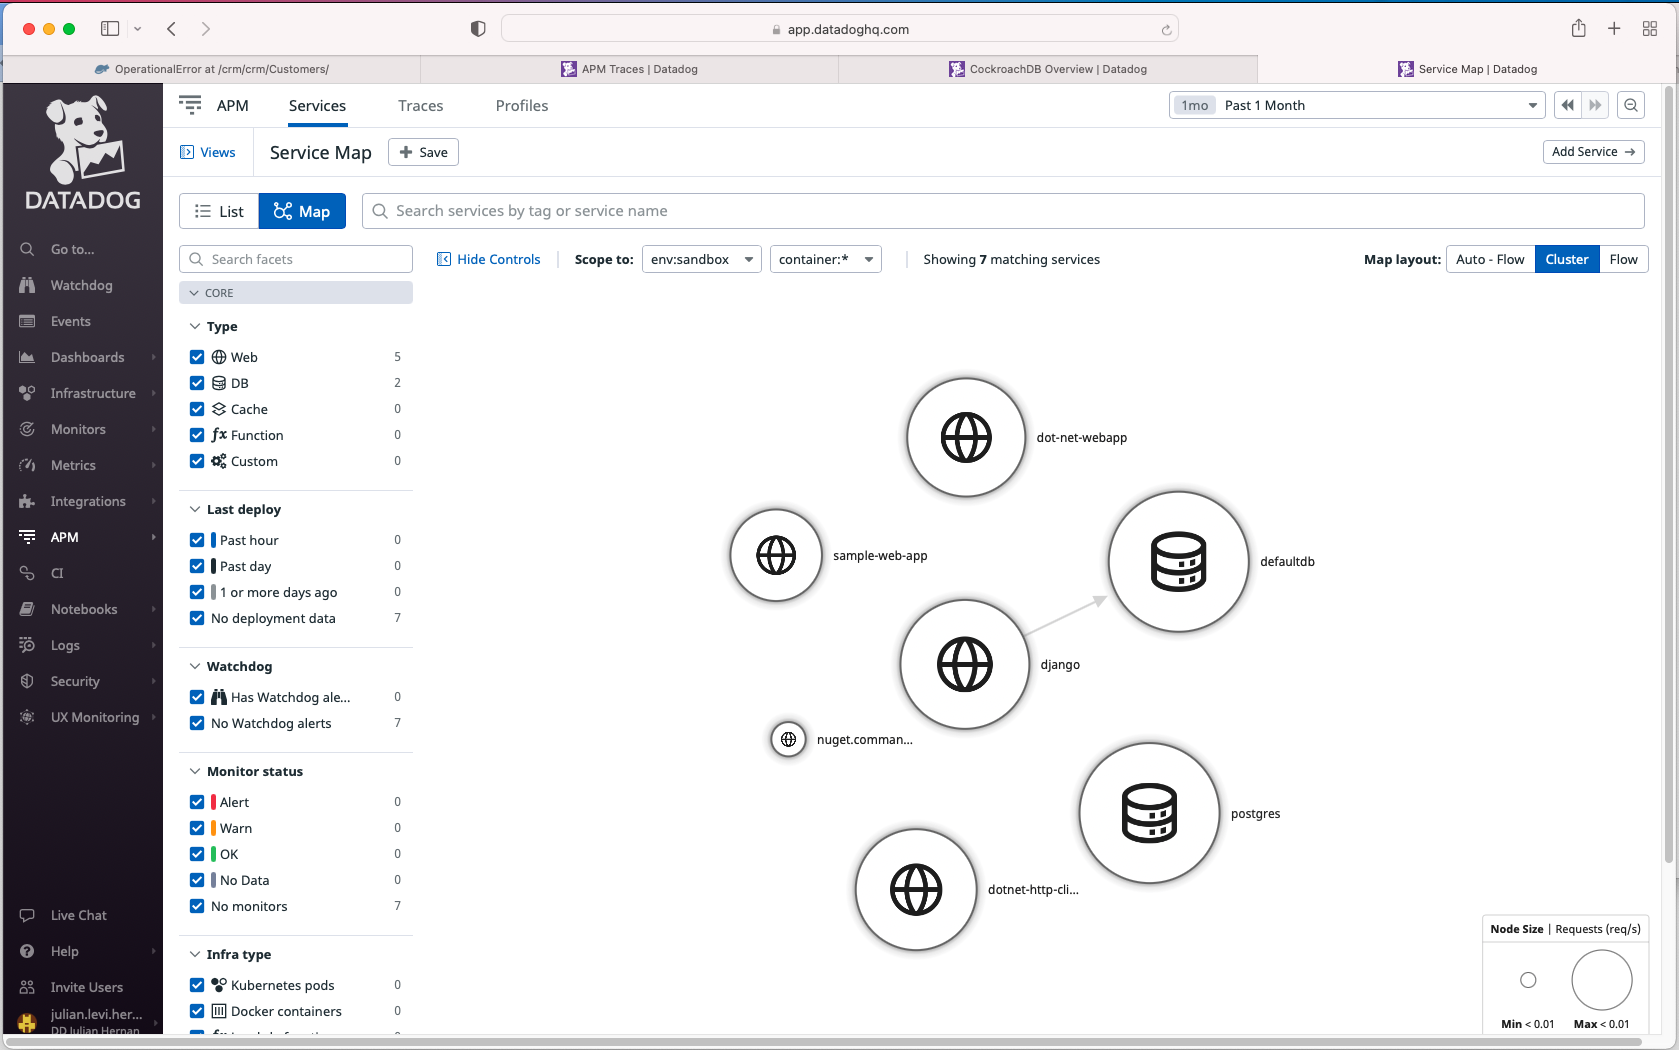 app.datadoghq.com
OperationalError at /crm/crm/Customers/
APM Traces | Datadog
CockroachDB Overview | Datadog
Service Map | Datadog
DATADOG
Go to...
Watchdog
Events
Dashboards
Infrastructure
Monitors
Metrics
Integrations
APM
CI
Notebooks
Logs
Security
UX Monitoring
Live Chat
Help
Invite Users
julian.levi.her...
DD Julian Hernan
APM
Services
Traces
Profiles
1mo Past 1 Month
Views
Service Map
Save
Add Service →
List
Map
Search services by tag or service name
Search facets
Hide Controls
Scope to:
env:sandbox
container:*
Showing 7 matching services
Map layout:
Auto - Flow
Cluster
Flow
CORE
Type
Web 5
DB 2
Cache 0
Function 0
Custom 0
Last deploy
Past hour 0
Past day 0
1 or more days ago 0
No deployment data 7
Watchdog
Has Watchdog ale... 0
No Watchdog alerts 7
Monitor status
Alert 0
Warn 0
OK 0
No Data 0
No monitors 7
Infra type
Kubernetes pods 0
Docker containers 0
dot-net-webapp
sample-web-app
defaultdb
django
nuget.comman...
postgres
dotnet-http-cli...
Node Size | Requests (req/s)
Min < 0.01
Max < 0.01